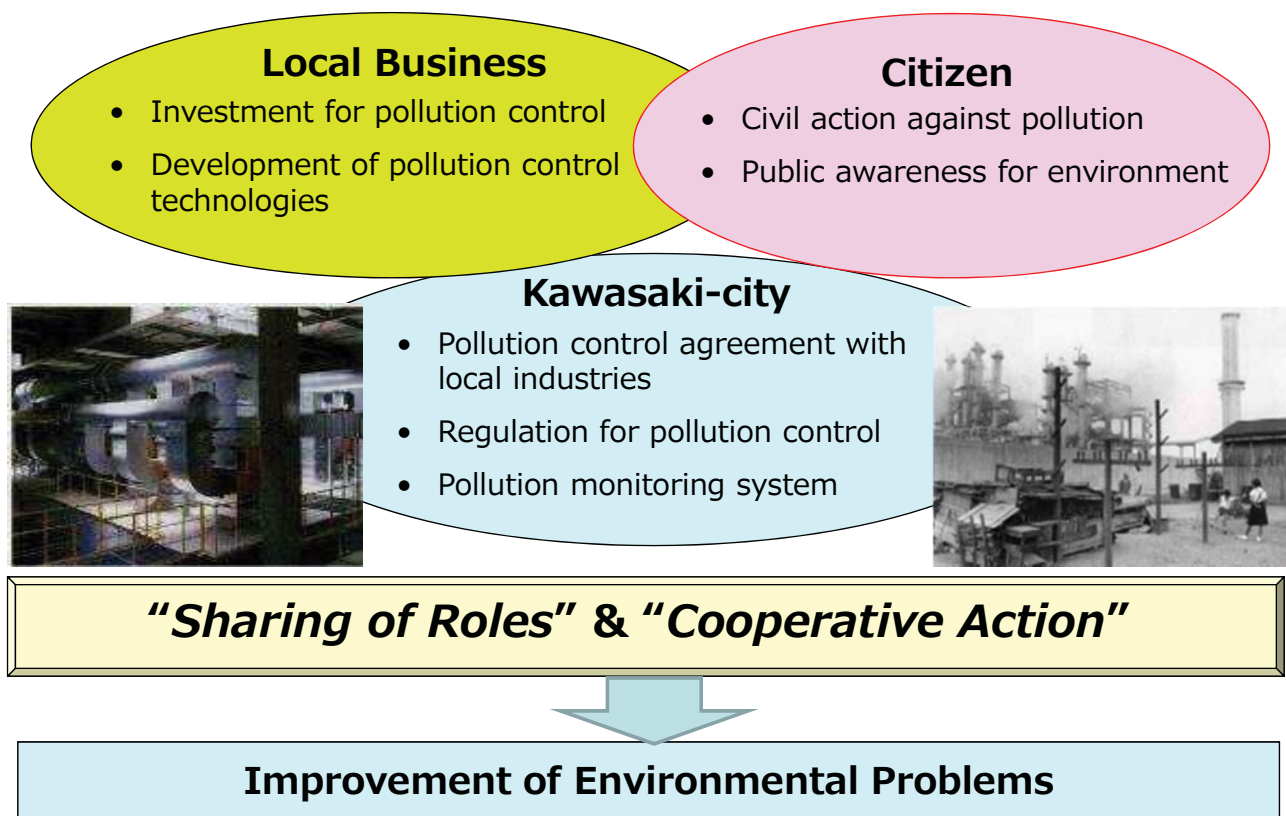 Local Business
• Investment for pollution control
• Development of pollution control
technologies
Citizen
• Civil action against pollution
• Public awareness for environment
Kawasaki-city
• Pollution control agreement with
local industries
• Regulation for pollution control
• Pollution monitoring system
“Sharing of Roles” & “Cooperative Action”
Improvement of Environmental Problems